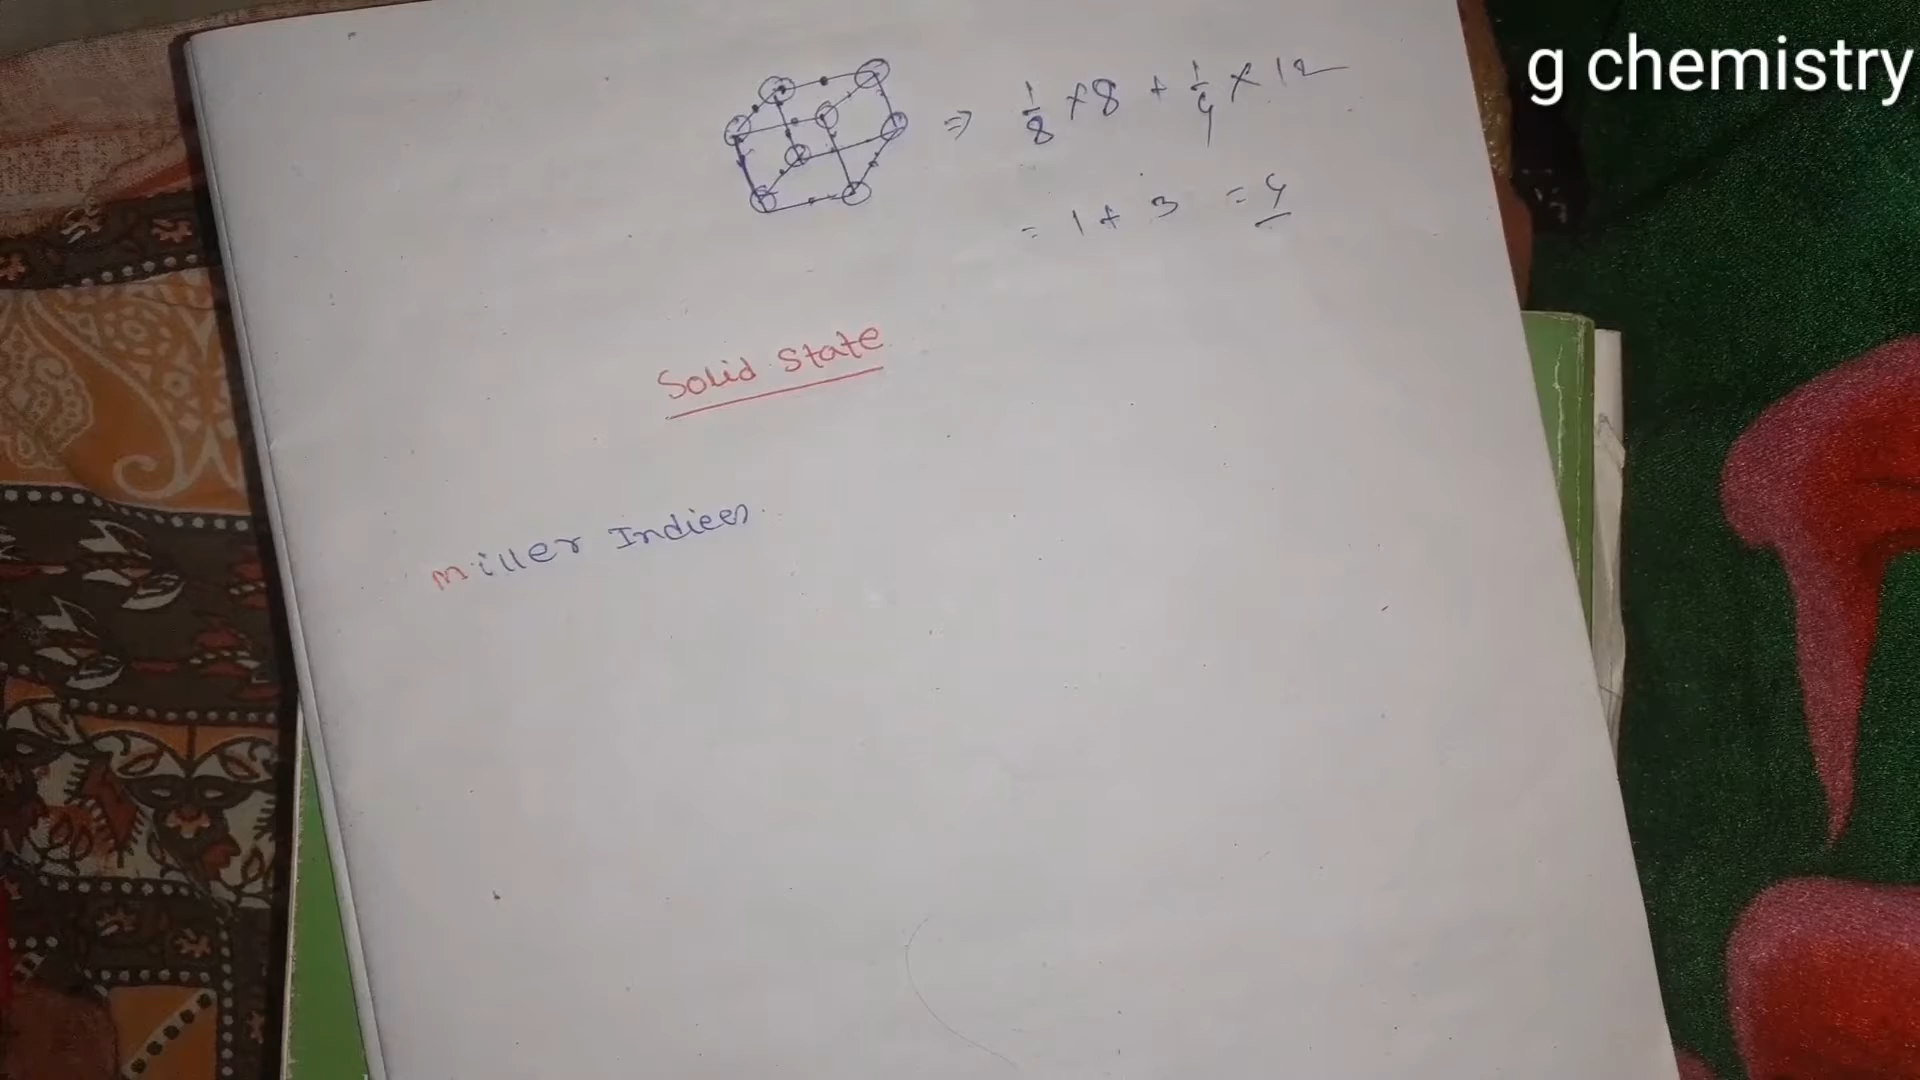 g chemistry
⇒ 1/8 × 8 + 1/4 × 12
= 1 + 3 = 4
Solid State
Miller Indices